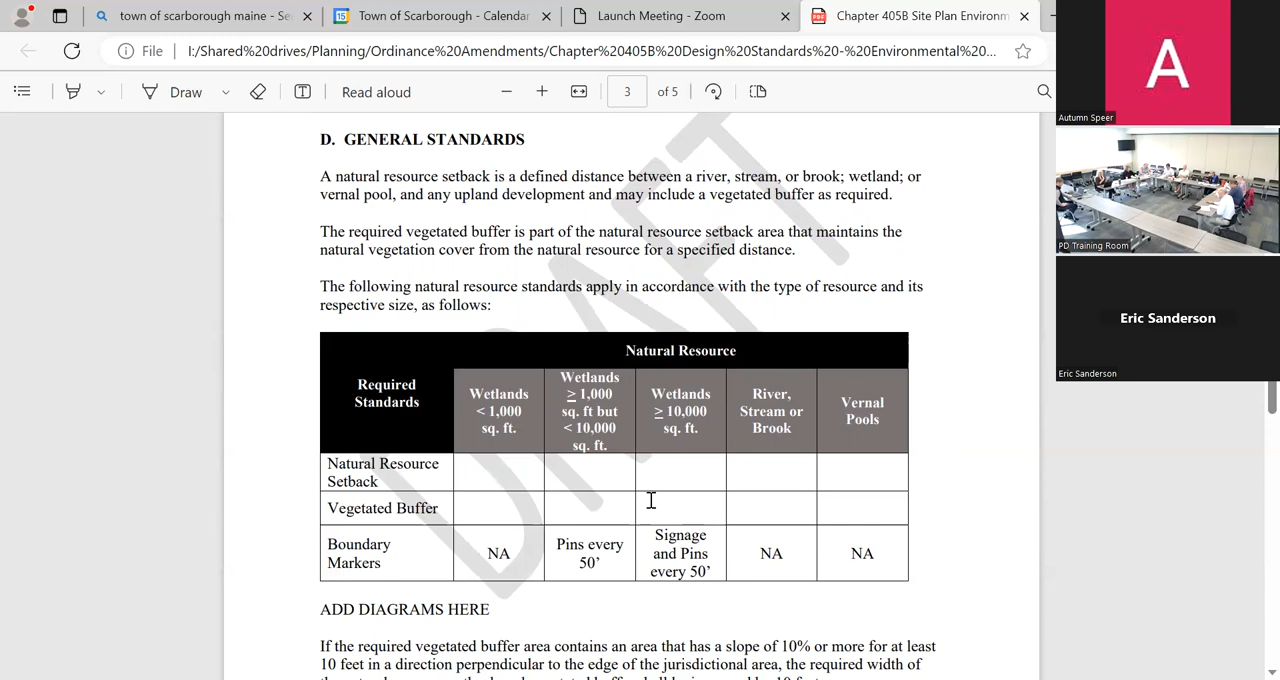 town of scarborough maine - Se
Town of Scarborough - Calendar
Launch Meeting - Zoom
Chapter 405B Site Plan Environm
File
I:/Shared%20drives/Planning/Ordinance%20Amendments/Chapter%20405B%20Design%20Standards%20-%20Environmental%20...
Draw
Read aloud
3
of 5
A
Autumn Speer
PD Training Room
Eric Sanderson
Eric Sanderson
DRAFT
D. GENERAL STANDARDS
A natural resource setback is a defined distance between a river, stream, or brook; wetland; or
vernal pool, and any upland development and may include a vegetated buffer as required.
The required vegetated buffer is part of the natural resource setback area that maintains the
natural vegetation cover from the natural resource for a specified distance.
The following natural resource standards apply in accordance with the type of resource and its
respective size, as follows:
Required
Standards
Natural Resource
Wetlands
< 1,000
sq. ft.
Wetlands
≥ 1,000
sq. ft but
< 10,000
sq. ft.
Wetlands
≥ 10,000
sq. ft.
River,
Stream or
Brook
Vernal
Pools
Natural Resource
Setback
Vegetated Buffer
Boundary
Markers
NA
Pins every
50’
Signage
and Pins
every 50’
NA
NA
ADD DIAGRAMS HERE
If the required vegetated buffer area contains an area that has a slope of 10% or more for at least
10 feet in a direction perpendicular to the edge of the jurisdictional area, the required width of